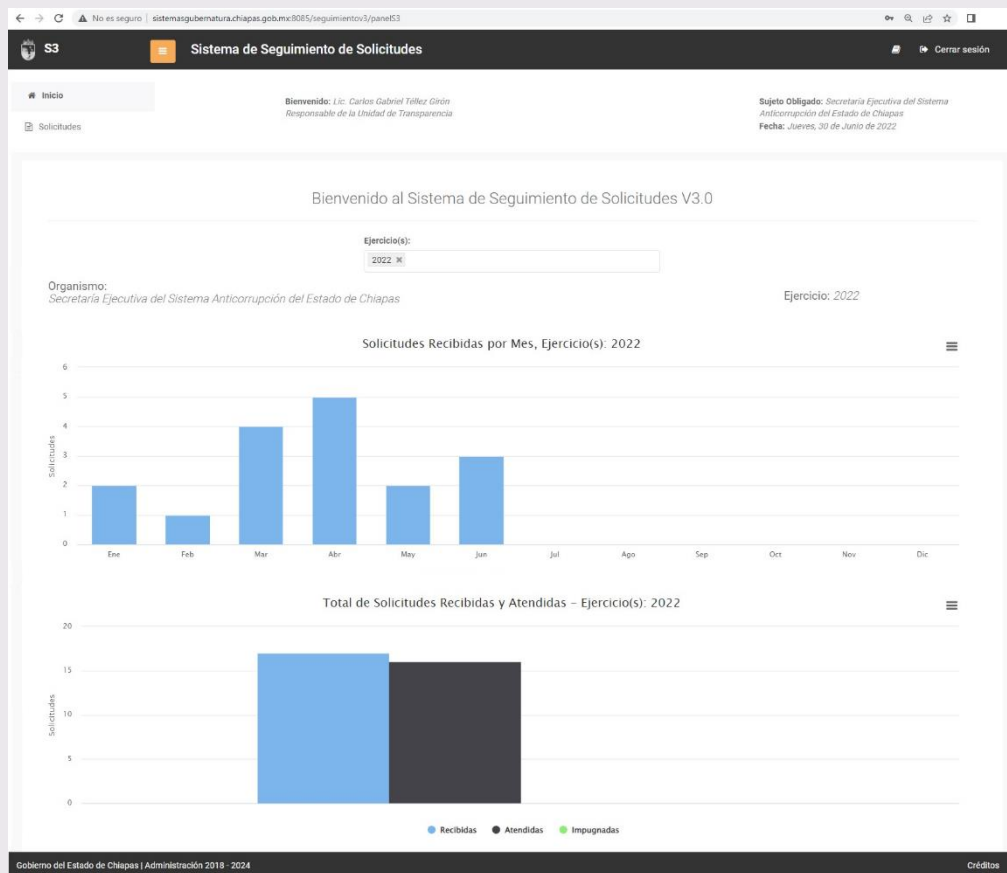 No es seguro | sistemasgubernatura.chiapas.gob.mx:8085/seguimientov3/panelS3
S3
Sistema de Seguimiento de Solicitudes
Cerrar sesión
Inicio
Solicitudes
Bienvenido: Lic. Carlos Gabriel Téllez Girón
Responsable de la Unidad de Transparencia
Sujeto Obligado: Secretaría Ejecutiva del Sistema
Anticorrupción del Estado de Chiapas
Fecha: Jueves, 30 de Junio de 2022
Bienvenido al Sistema de Seguimiento de Solicitudes V3.0
Ejercicio(s):
2022 ×
Organismo:
Secretaría Ejecutiva del Sistema Anticorrupción del Estado de Chiapas
Ejercicio: 2022
Solicitudes Recibidas por Mes, Ejercicio(s): 2022
6
5
4
3
2
1
0
Solicitudes
Ene Feb Mar Abr May Jun Jul Ago Sep Oct Nov Dic
Total de Solicitudes Recibidas y Atendidas – Ejercicio(s): 2022
20
15
10
5
0
Solicitudes
Recibidas Atendidas Impugnadas
Gobierno del Estado de Chiapas | Administración 2018 - 2024
Créditos